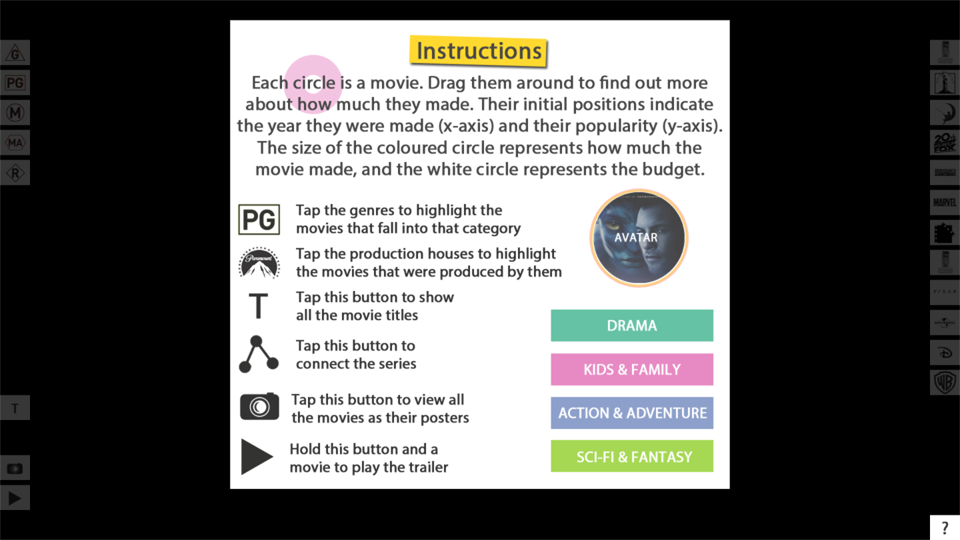 Instructions
Each circle is a movie. Drag them around to find out more
about how much they made. Their initial positions indicate
the year they were made (x-axis) and their popularity (y-axis).
The size of the coloured circle represents how much the
movie made, and the white circle represents the budget.
PG
Tap the genres to highlight the
movies that fall into that category
Paramount
Tap the production houses to highlight
the movies that were produced by them
T
Tap this button to show
all the movie titles
Tap this button to
connect the series
Tap this button to view all
the movies as their posters
Hold this button and a
movie to play the trailer
AVATAR
DRAMA
KIDS & FAMILY
ACTION & ADVENTURE
SCI-FI & FANTASY
G
PG
M
MA
R
T
20th
FOX
MARVEL
PIXAR
D
WB
?